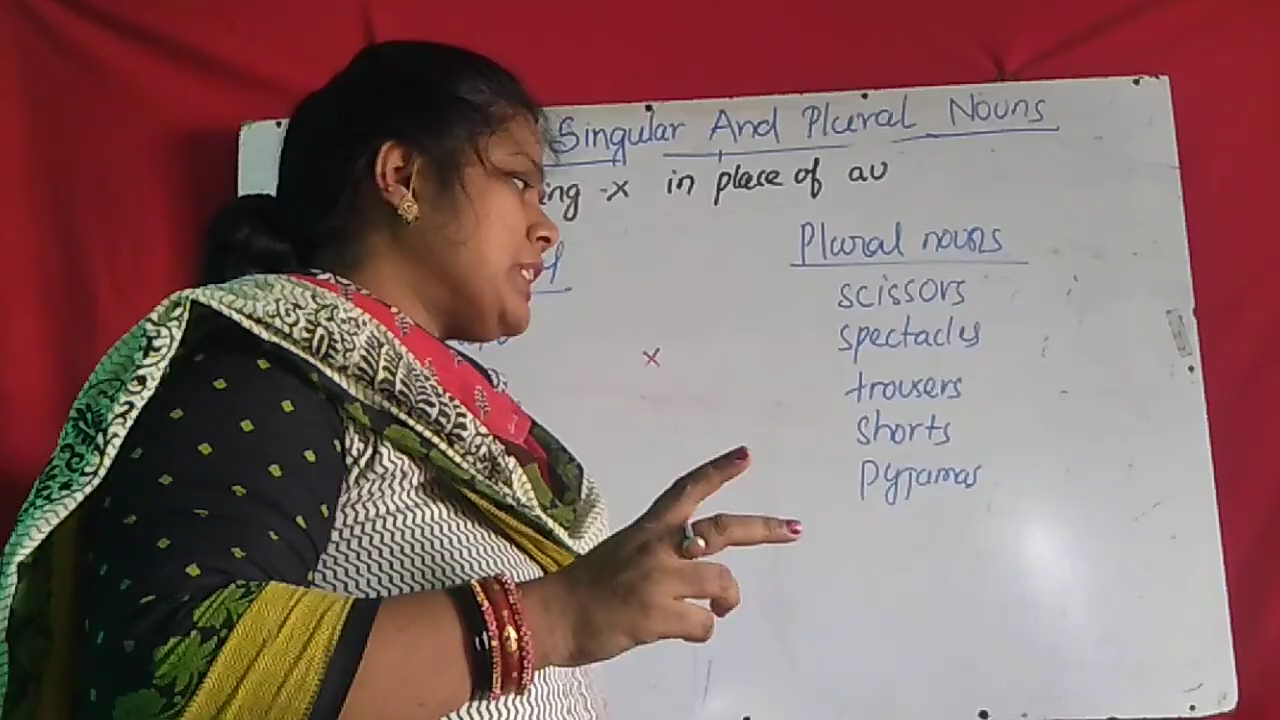 Singular And Plural Nouns
ing -x in place of au
Plural nouns
scissors
spectacles
x
trousers
shorts
pyjamas